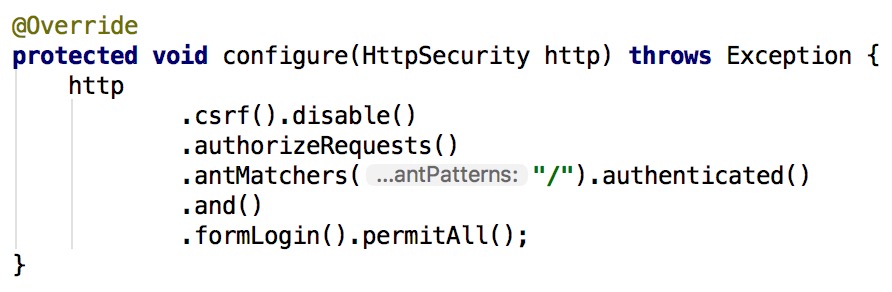 @Override
protected void configure(HttpSecurity http) throws Exception {
http
.csrf().disable()
.authorizeRequests()
.antMatchers( ...antPatterns: "/").authenticated()
.and()
.formLogin().permitAll();
}